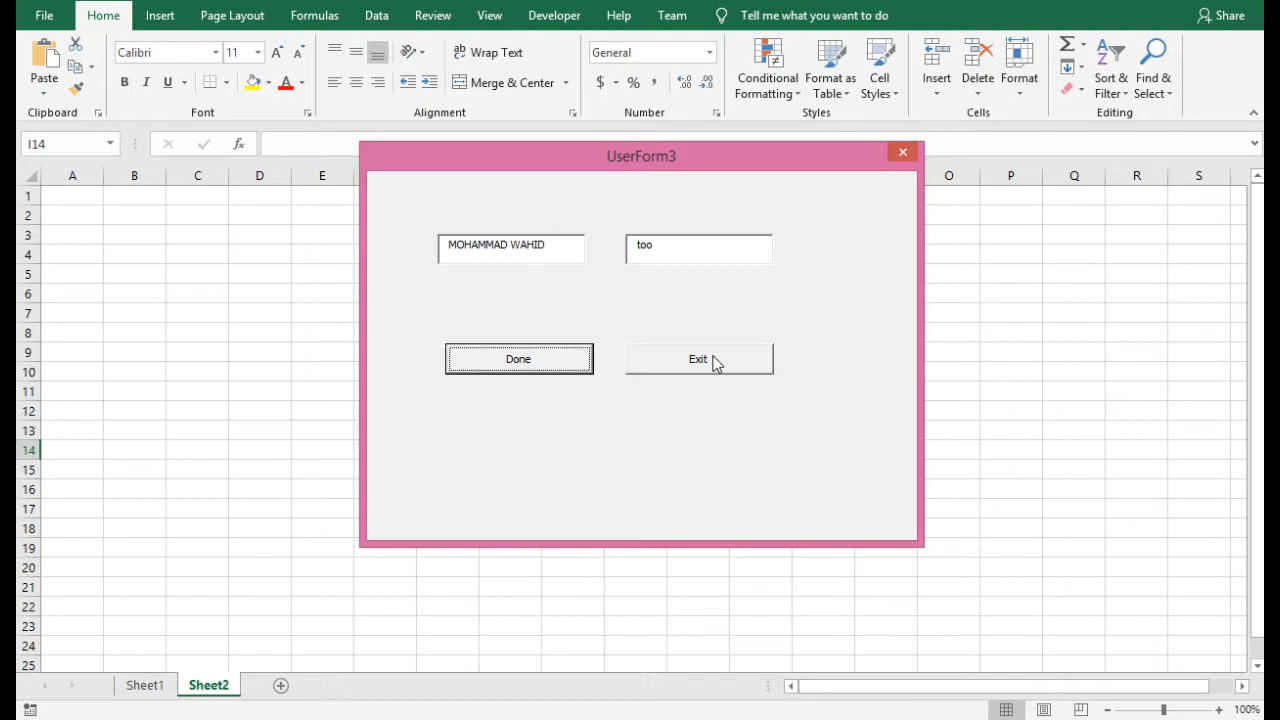 File Home Insert Page Layout Formulas Data Review View Developer Help Team Tell me what you want to do Share
Calibri 11 Wrap Text General
Paste B I U Merge & Center $ % , Conditional Formatting Format as Table Cell Styles Insert Delete Format Sort & Filter Find & Select
Clipboard Font Alignment Number Styles Cells Editing
I14 fx
UserForm3
A B C D E O P Q R S
1
2
3
MOHAMMAD WAHID too
4
5
6
7
8
9
Done Exit
10
11
12
13
14
15
16
17
18
19
20
21
22
23
24
25
Sheet1 Sheet2
100%